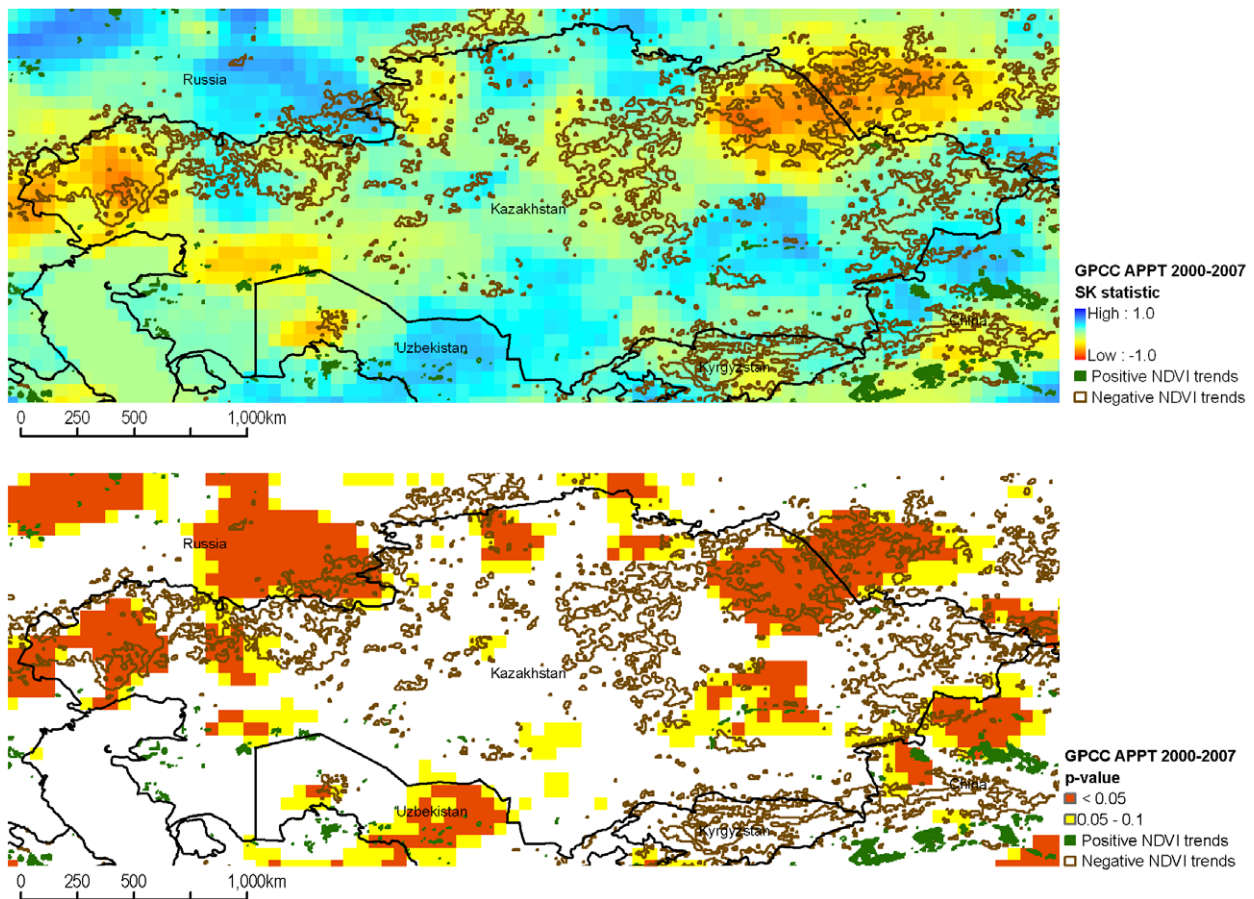 Russia
Kazakhstan
Uzbekistan
Kyrgyzstan
China
GPCC APPT 2000-2007
SK statistic
High : 1.0
Low : -1.0
Positive NDVI trends
Negative NDVI trends
0 250 500 1,000km
Russia
Kazakhstan
Uzbekistan
Kyrgyzstan
China
GPCC APPT 2000-2007
p-value
< 0.05
0.05 - 0.1
Positive NDVI trends
Negative NDVI trends
0 250 500 1,000km